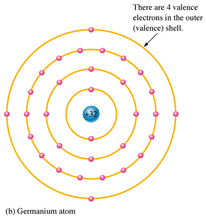 There are 4 valence
electrons in the outer
(valence) shell.
+32
(b) Germanium atom